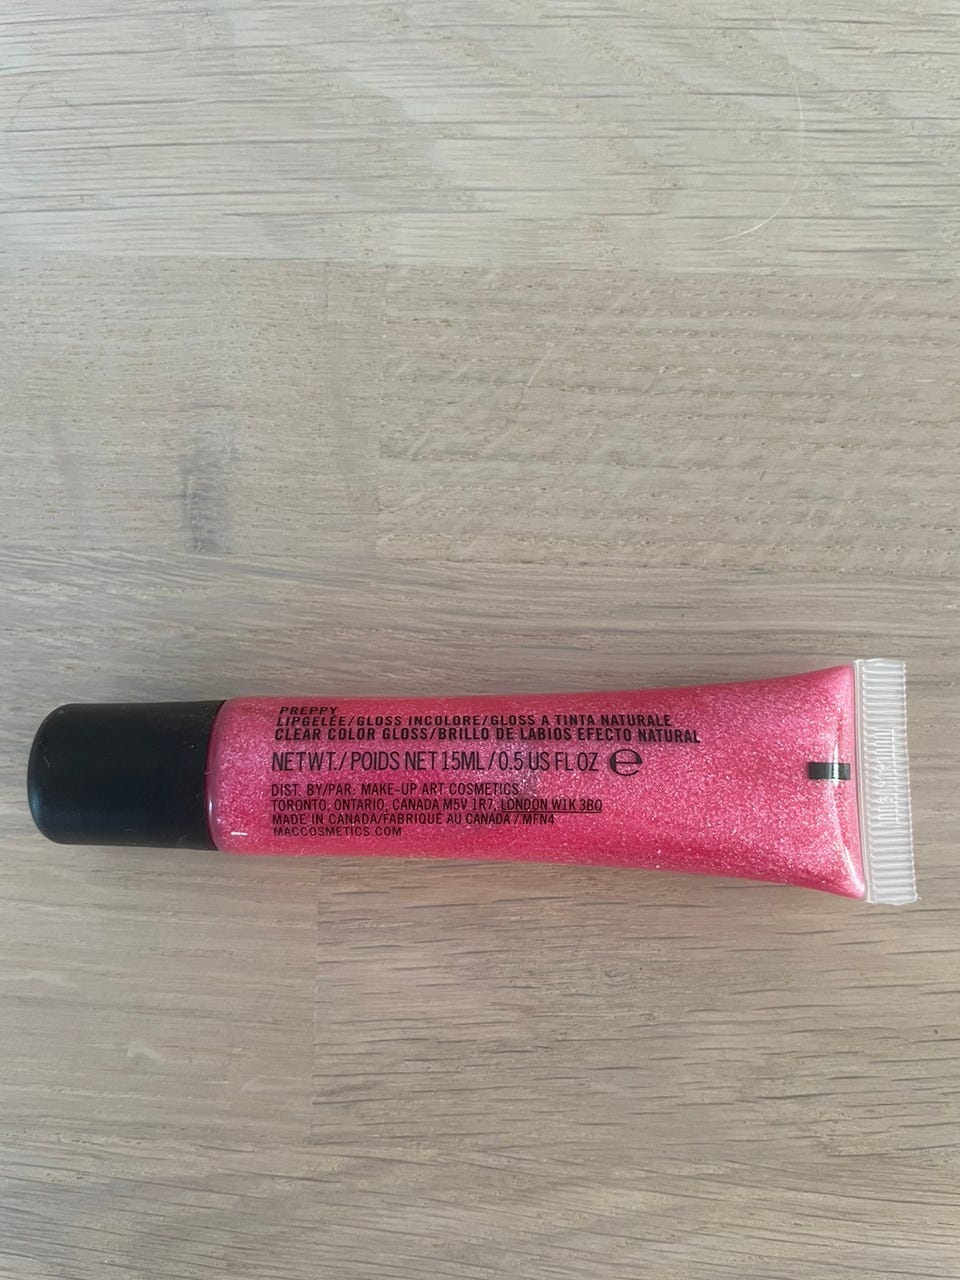 PREPPY
LIPGELÉE/GLOSS INCOLORE/GLOSS A TINTA NATURALE
CLEAR COLOR GLOSS/BRILLO DE LABIOS EFECTO NATURAL
NET WT./POIDS NET 15ML/0.5 US FL OZ ℮
DIST. BY/PAR: MAKE-UP ART COSMETICS
TORONTO, ONTARIO, CANADA M5V 1R7, LONDON W1K 3BQ
MADE IN CANADA/FABRIQUÉ AU CANADA / MFN4
MACCOSMETICS.COM